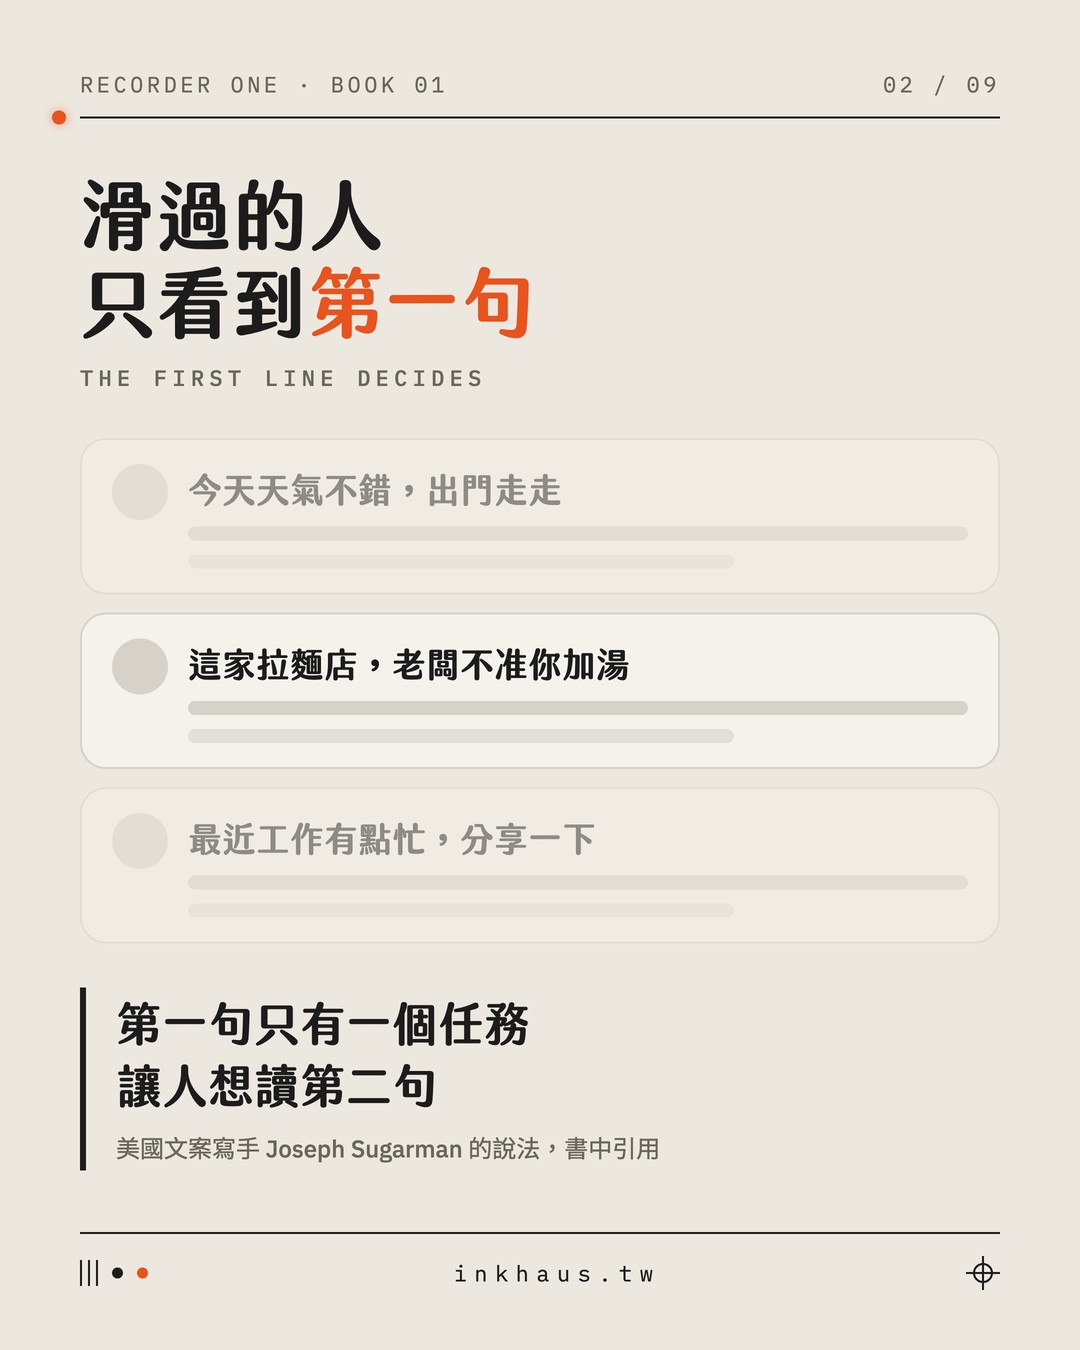 RECORDER ONE · BOOK 01
02 / 09
滑過的人
只看到第一句
THE FIRST LINE DECIDES
今天天氣不錯，出門走走
這家拉麵店，老闆不准你加湯
最近工作有點忙，分享一下
第一句只有一個任務
讓人想讀第二句
美國文案寫手 Joseph Sugarman 的說法，書中引用
inkhaus.tw